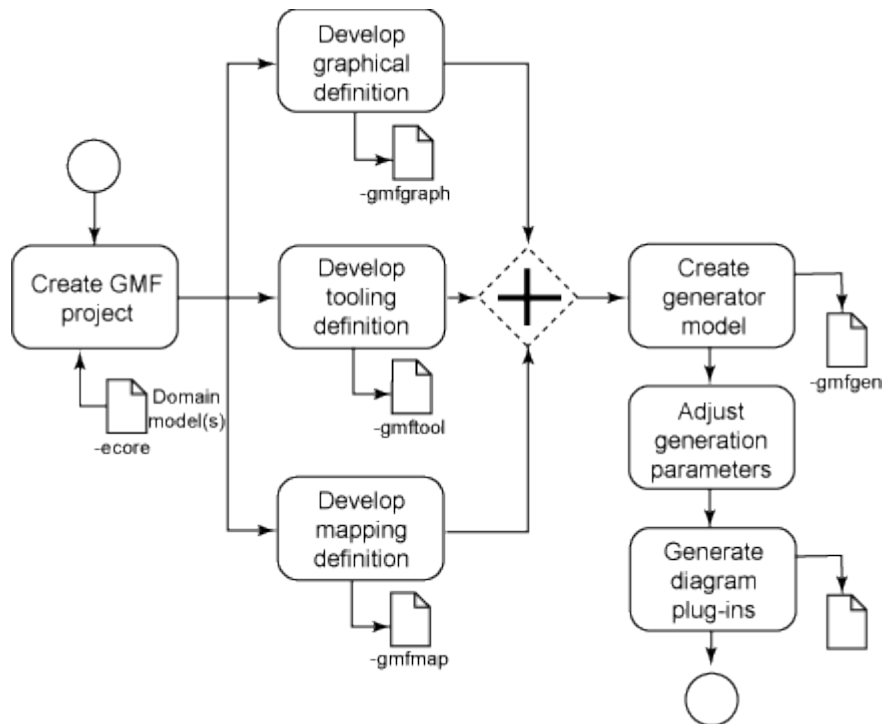 Develop
graphical
definition
-gmfgraph
Create GMF
project
Domain
model(s)
-ecore
Develop
tooling
definition
-gmftool
Develop
mapping
definition
-gmfmap
Create
generator
model
-gmfgen
Adjust
generation
parameters
Generate
diagram
plug-ins